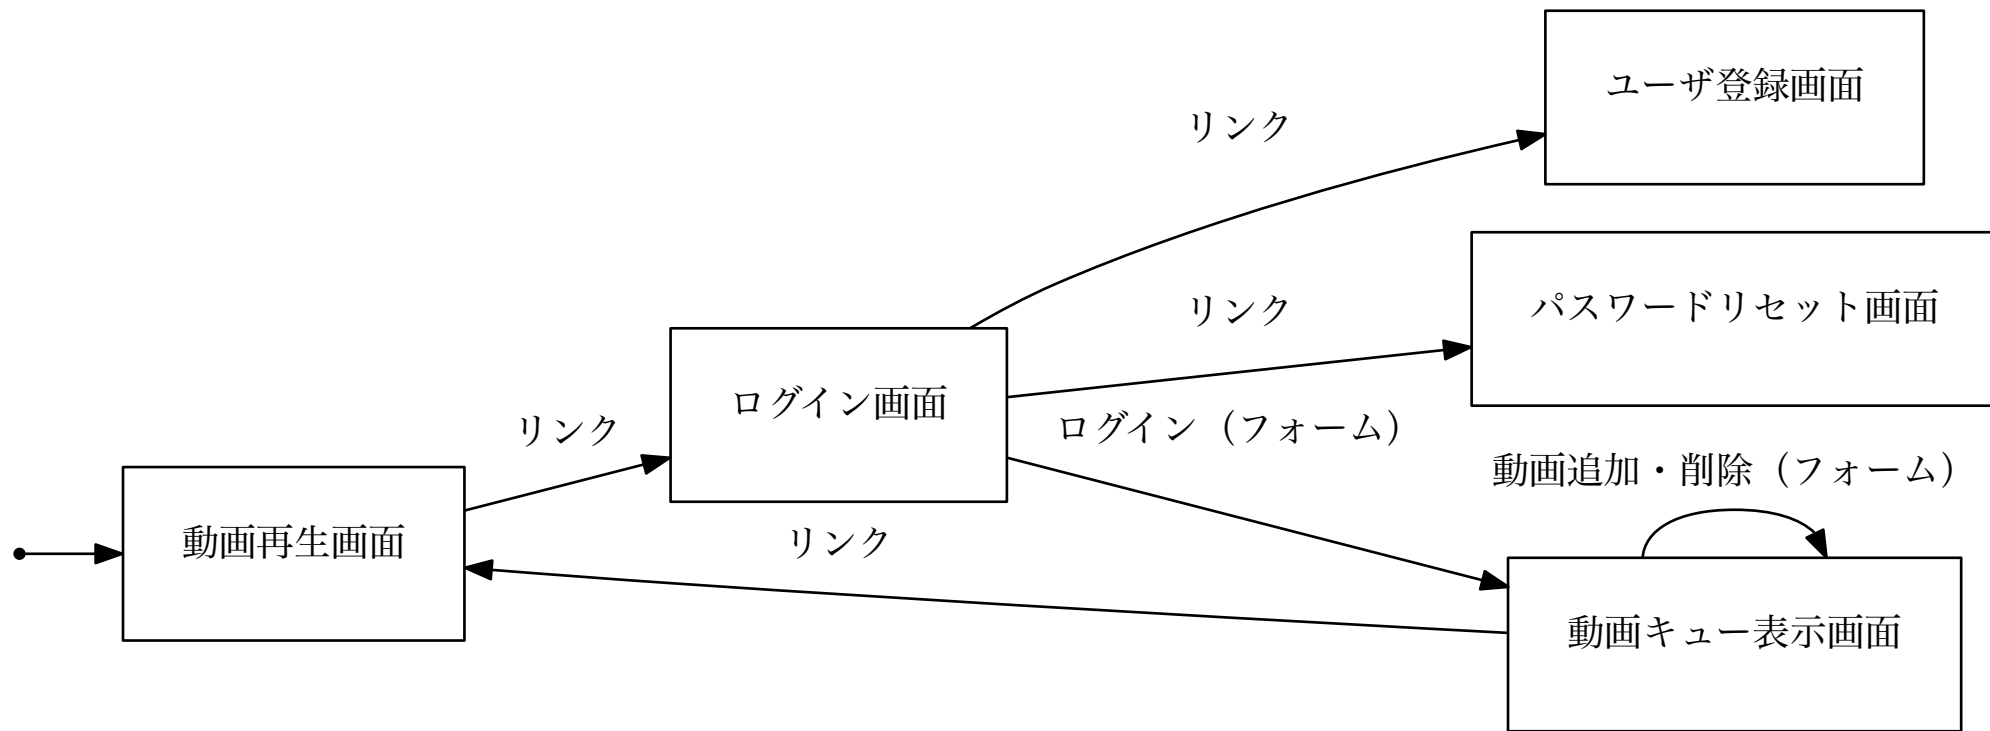 ユーザ登録画面
リンク
パスワードリセット画面
リンク
ログイン画面
ログイン（フォーム）
リンク
動画追加・削除（フォーム）
動画再生画面
リンク
動画キュー表示画面